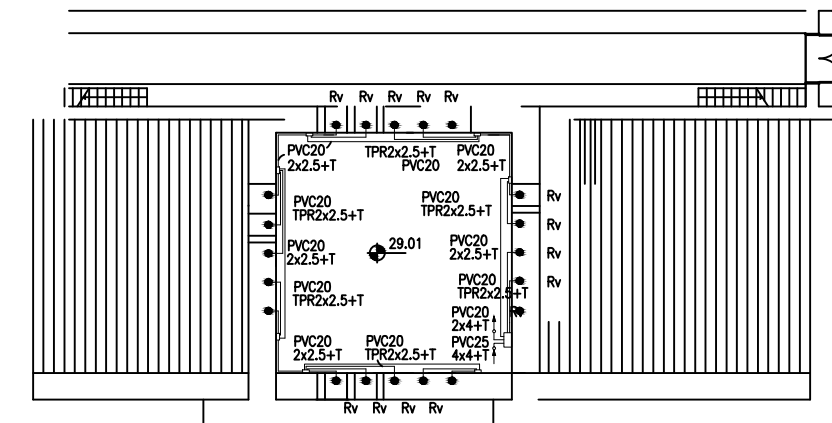 Rv Rv Rv Rv Rv
PVC20
2x2.5+T
TPR2x2.5+T
PVC20
PVC20
2x2.5+T
PVC20
TPR2x2.5+T
PVC20
TPR2x2.5+T
Rv
Rv
PVC20
2x2.5+T
29.01
PVC20
2x2.5+T
Rv
PVC20
TPR2x2.5+T
PVC20
TPR2x2.5+T
Rv
PVC20
2x4+T
PVC20
2x2.5+T
PVC20
TPR2x2.5+T
PVC25
4x4+T
Rv Rv Rv Rv